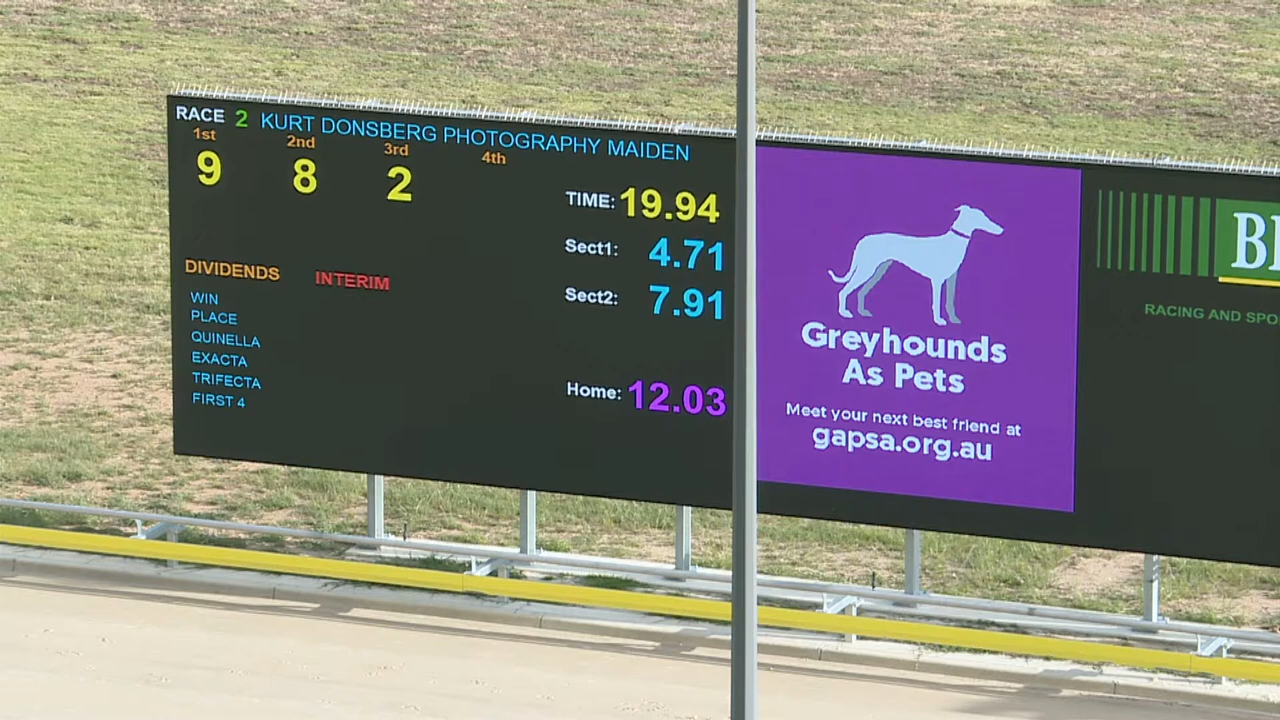 RACE 2 KURT DONSBERG PHOTOGRAPHY MAIDEN
1st 2nd 3rd 4th
9 8 2
TIME: 19.94
Sect1: 4.71
Sect2: 7.91
Home: 12.03
DIVIDENDS INTERIM
WIN
PLACE
QUINELLA
EXACTA
TRIFECTA
FIRST 4
Greyhounds
As Pets
Meet your next best friend at
gapsa.org.au
RACING AND